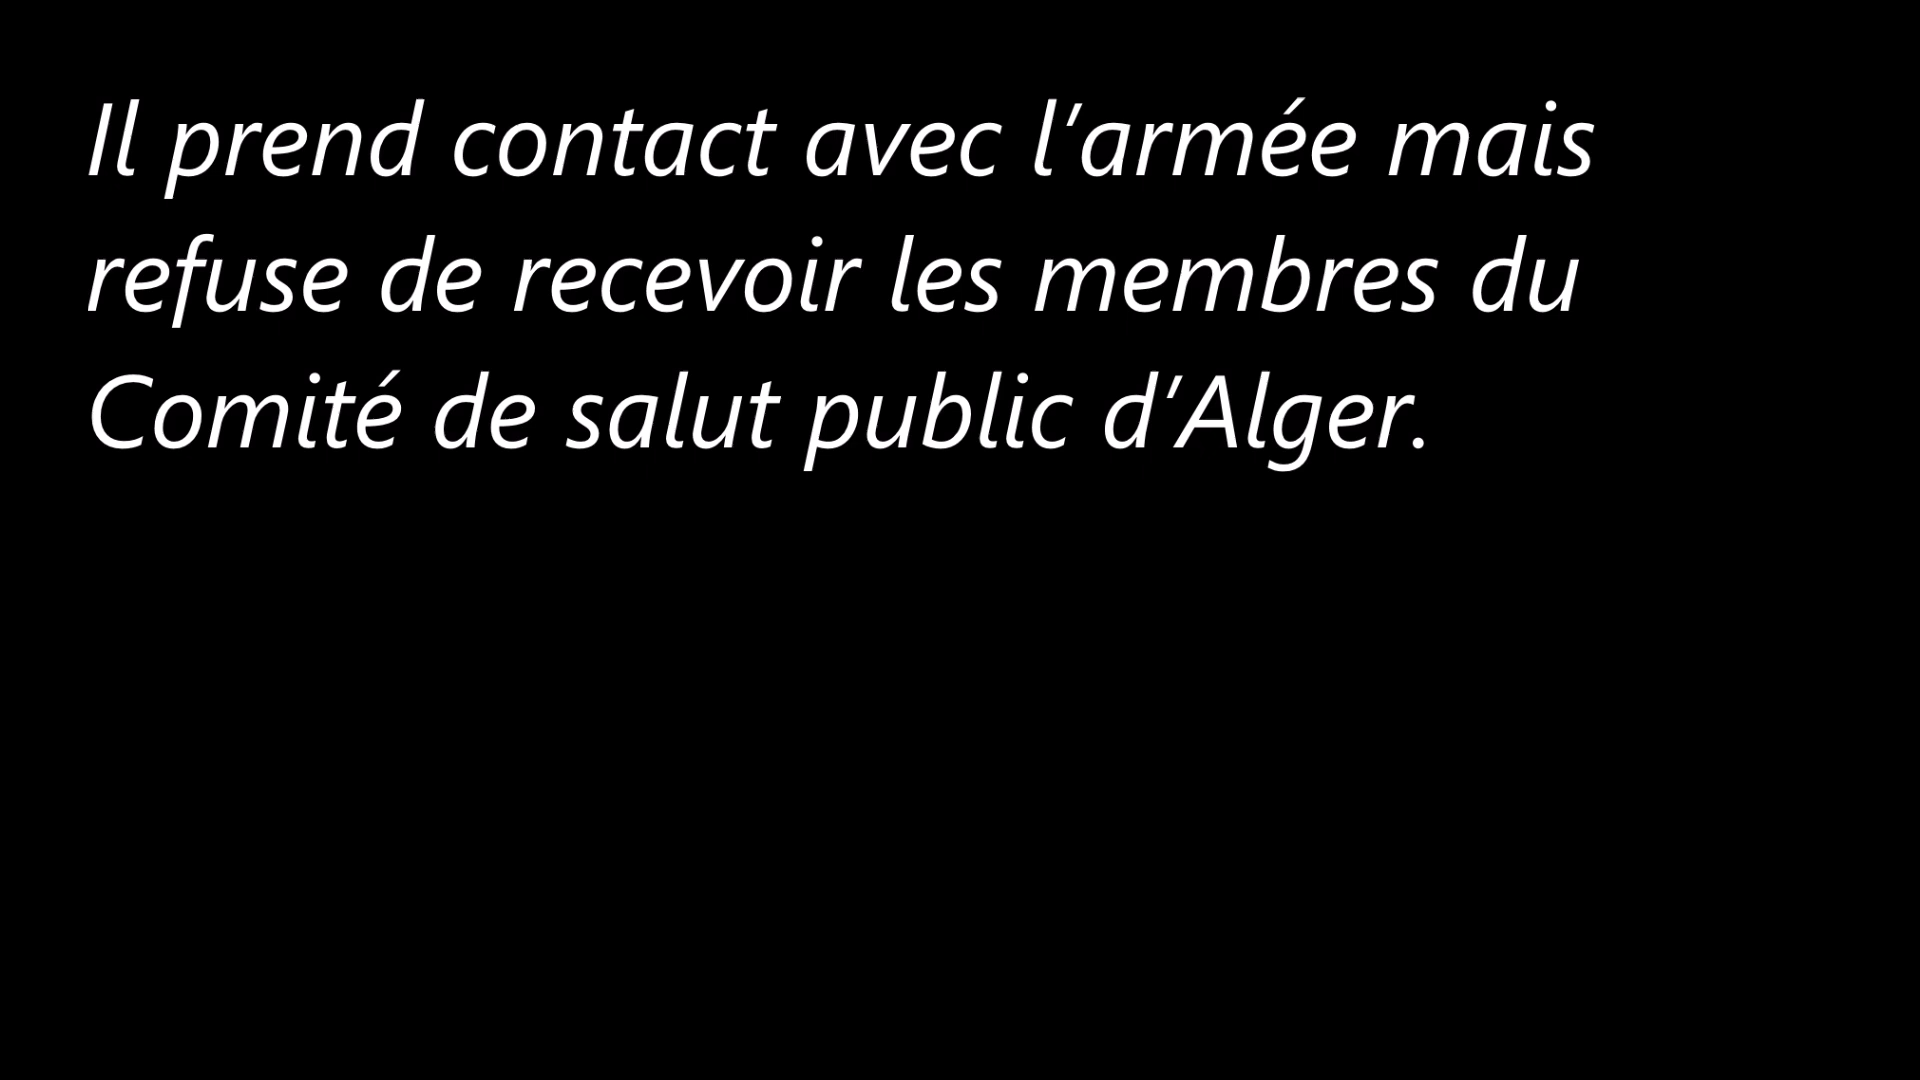 Il prend contact avec l’armée mais
refuse de recevoir les membres du
Comité de salut public d’Alger.